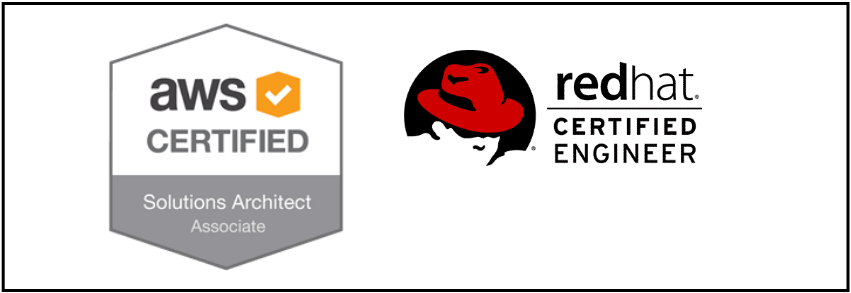 aws
CERTIFIED
Solutions Architect
Associate
redhat®
CERTIFIED
ENGINEER
®